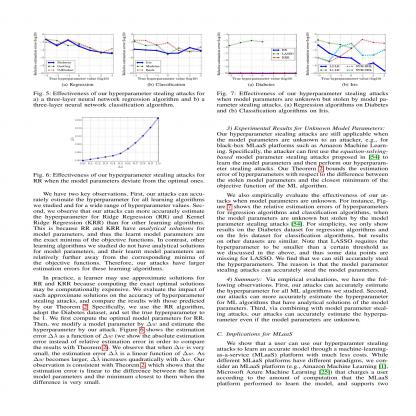 (a) Regression
(b) Classification
Fig. 5: Effectiveness of our hyperparameter stealing attacks for
a) a three-layer neural network regression algorithm and b) a
three-layer neural network classification algorithm.
Fig. 6: Effectiveness of our hyperparameter stealing attacks for
RR when the model parameters deviate from the optimal ones.
We have two key observations. First, our attacks can accu-
rately estimate the hyperparameter for all learning algorithms
we studied and for a wide range of hyperparameter values. Sec-
ond, we observe that our attacks can more accurately estimate
the hyperparameter for Ridge Regression (RR) and Kernel
Ridge Regression (KRR) than for other learning algorithms.
This is because RR and KRR have analytical solutions for
model parameters, and thus the learnt model parameters are
the exact minima of the objective functions. In contrast, other
learning algorithms we studied do not have analytical solutions
for model parameters, and their learnt model parameters are
relatively further away from the corresponding minima of
the objective functions. Therefore, our attacks have larger
estimation errors for these learning algorithms.
In practice, a learner may use approximate solutions for
RR and KRR because computing the exact optimal solutions
may be computationally expensive. We evaluate the impact of
such approximate solutions on the accuracy of hyperparameter
stealing attacks, and compare the results with those predicted
by our Theorem 2. Specifically, we use the RR algorithm,
adopt the Diabetes dataset, and set the true hyperparameter to
be 1. We first compute the optimal model parameters for RR.
Then, we modify a model parameter by Δw and estimate the
hyperparameter by our attack. Figure 6 shows the estimation
error Δλ as a function of Δw (we show the absolute estimation
error instead of relative estimation error in order to compare
the results with Theorem 2). We observe that when Δw is very
small, the estimation error Δλ is a linear function of Δw. As
Δw becomes larger, Δλ increases quadratically with Δw. Our
observation is consistent with Theorem 2, which shows that the
estimation error is linear to the difference between the learnt
model parameters and the minimum closest to them when the
difference is very small.
(a) Diabetes
(b) Iris
Fig. 7: Effectiveness of our hyperparameter stealing attacks
when model parameters are unknown but stolen by model pa-
rameter stealing attacks. (a) Regression algorithms on Diabetes
and (b) Classification algorithms on Iris.
3) Experimental Results for Unknown Model Parameters:
Our hyperparameter stealing attacks are still applicable when
the model parameters are unknown to an attacker, e.g., for
black-box MLaaS platforms such as Amazon Machine Learn-
ing. Specifically, the attacker can first use the equation-solving-
based model parameter stealing attacks proposed in [54] to
learn the model parameters and then perform our hyperparam-
eter stealing attacks. Our Theorem 2 bounds the estimation
error of hyperparameters with respect to the difference between
the stolen model parameters and the closest minimum of the
objective function of the ML algorithm.
We also empirically evaluate the effectiveness of our at-
tacks when model parameters are unknown. For instance, Fig-
ure 7 shows the relative estimation errors of hyperparameters
for regression algorithms and classification algorithms, when
the model parameters are unknown but stolen by the model
parameter stealing attacks [54]. For simplicity, we only show
results on the Diabetes dataset for regression algorithms and
on the Iris dataset for classification algorithms, but results
on other datasets are similar. Note that LASSO requires the
hyperparameter to be smaller than a certain threshold as
we discussed in the above, and thus some data points are
missing for LASSO. We find that we can still accurately steal
the hyperparameters. The reason is that the model parameter
stealing attacks can accurately steal the model parameters.
4) Summary: Via empirical evaluations, we have the fol-
lowing observations. First, our attacks can accurately estimate
the hyperparameter for all ML algorithms we studied. Second,
our attacks can more accurately estimate the hyperparameter
for ML algorithms that have analytical solutions of the model
parameters. Third, via combining with model parameter steal-
ing attacks, our attacks can accurately estimate the hyperpa-
rameter even if the model parameters are unknown.
C. Implications for MLaaS
We show that a user can use our hyperparameter stealing
attacks to learn an accurate model through a machine-learning-
as-a-service (MLaaS) platform with much less costs. While
different MLaaS platforms have different paradigms, we con-
sider an MLaaS platform (e.g., Amazon Machine Learning [1],
Microsoft Azure Machine Learning [25]) that charges a user
according to the amount of computation that the MLaaS
platform performed to learn the model, and supports two